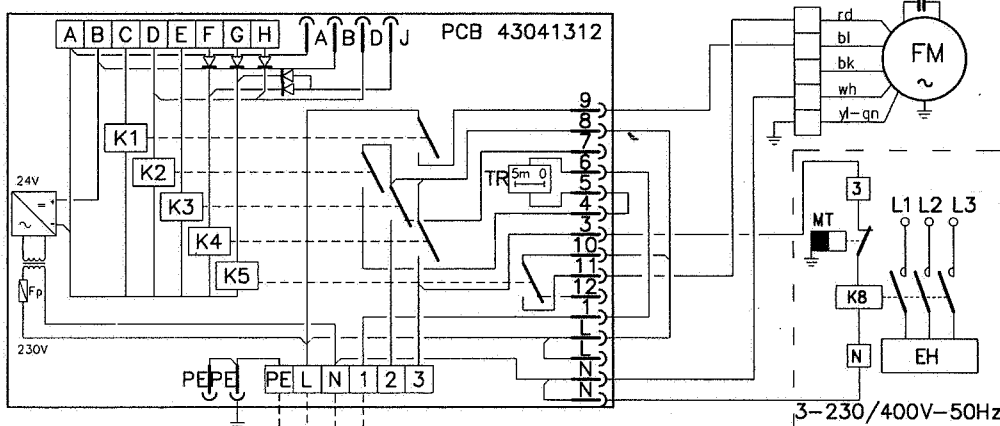 A B C D E F G H
A B D J
PCB 43041312
rd
bl
bk
wh
yl-gn
FM
K1
K2
K3
K4
K5
TR
5m 0
9
8
7
6
5
4
3
10
11
12
1
L
L
N
N
24V
Fp
230V
PE PE
PE L N 1 2 3
3
MT
K8
N
L1 L2 L3
EH
3-230/400V-50Hz